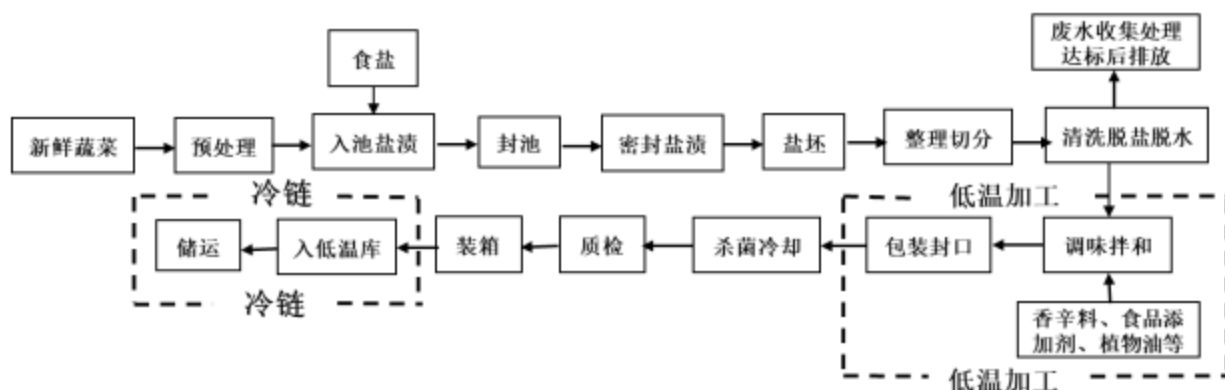 废水收集处理
达标后排放
食盐
新鲜蔬菜
预处理
入池盐渍
封池
密封盐渍
盐坯
整理切分
清洗脱盐脱水
冷链
低温加工
储运
入低温库
装箱
质检
杀菌冷却
包装封口
调味拌和
冷链
香辛料、食品添
加剂、植物油等
低温加工